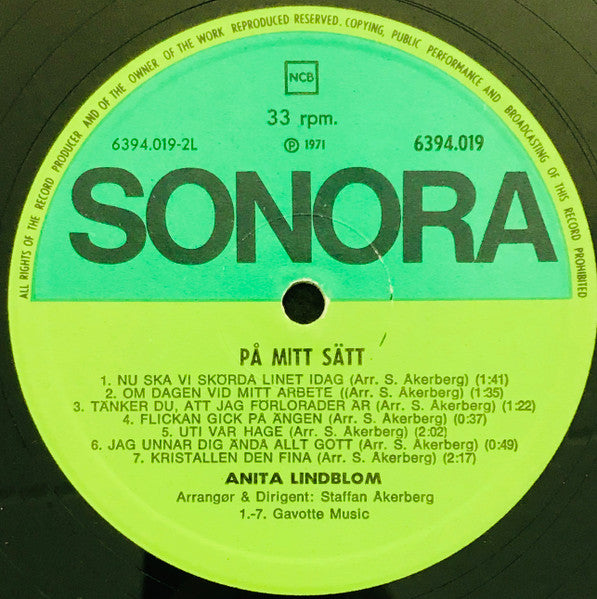 ALL RIGHTS OF THE RECORD PRODUCER AND OF THE OWNER OF THE WORK REPRODUCED RESERVED. COPYING, PUBLIC PERFORMANCE AND BROADCASTING OF THIS RECORD PROHIBITED
NCB
33 rpm.
6394.019-2L ℗ 1971 6394.019
SONORA
PÅ MITT SÄTT
1. NU SKA VI SKÖRDA LINET IDAG (Arr. S. Åkerberg) (1:41)
2. OM DAGEN VID MITT ARBETE ((Arr. S. Åkerberg) (1:35)
3. TÄNKER DU, ATT JAG FÖRLORADER ÄR (Arr. S. Åkerberg) (1:22)
4. FLICKAN GICK PÅ ÄNGEN (Arr. S. Åkerberg) (0:37)
5. UTI VÅR HAGE (Arr. S. Åkerberg) (2:02)
6. JAG UNNAR DIG ÄNDÅ ALLT GOTT (Arr. S. Åkerberg) (0:49)
7. KRISTALLEN DEN FINA (Arr. S. Åkerberg) (2:17)
ANITA LINDBLOM
Arrangør & Dirigent: Staffan Åkerberg
1.-7. Gavotte Music